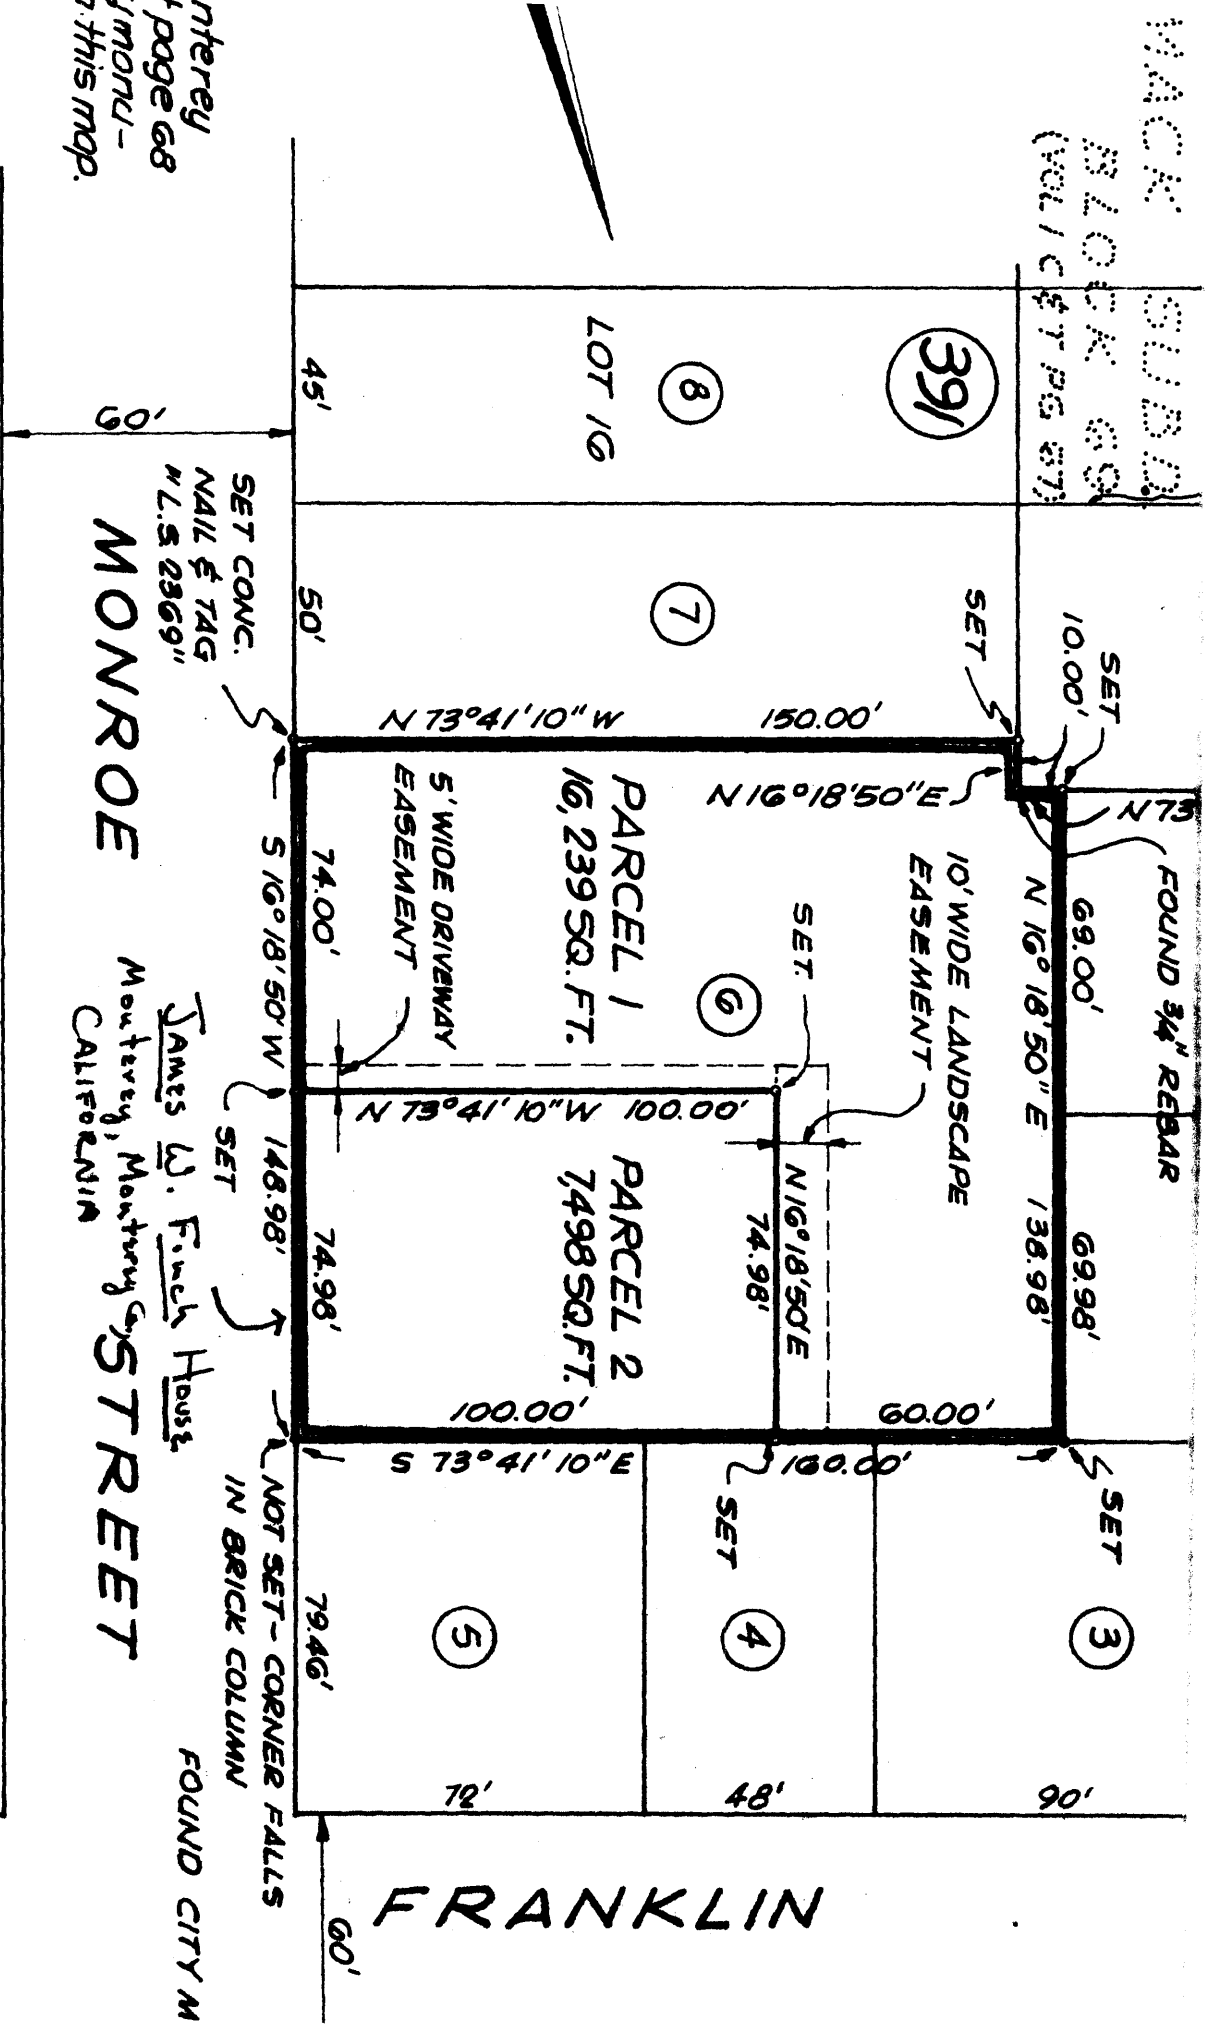 MACK SUBD.
BLOCK
(VOL 1 C & T PG 57)
nterey
page 68
monu-
this map.
391
8
LOT 16
45'
60'
7
50'
SET CONC.
NAIL & TAG
"L.S 2369"
SET
10.00'
SET
N 73°41'10" W 150.00'
N 16°18'50"E
N 73
FOUND 3/4" REBAR
69.00'
69.98'
N 16°18'50" E 138.98'
10' WIDE LANDSCAPE
EASEMENT
SET
PARCEL 1
16,239 SQ. FT.
6
5' WIDE DRIVEWAY
EASEMENT
74.00'
S 16°18'50" W 148.98'
SET
N 73°41'10"W 100.00'
N 16°18'50"E
74.98'
PARCEL 2
7,498 SQ. FT.
74.98'
100.00'
60.00'
S 73°41'10"E 160.00'
SET
SET
MONROE STREET
James W. Finch House
Monterey, Monterey Co.,
CALIFORNIA
NOT SET - CORNER FALLS
IN BRICK COLUMN
3
4
5
79.46'
72'
48'
90'
FOUND CITY M
60'
FRANKLIN